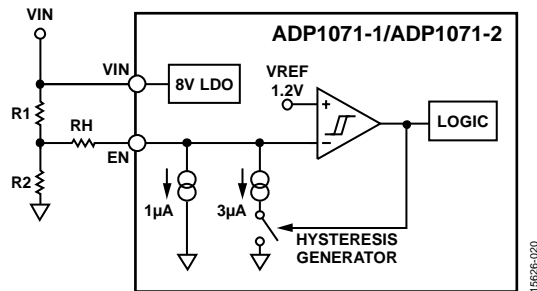 VIN
ADP1071-1/ADP1071-2
VIN
8V LDO
VREF
1.2V
+
LOGIC
R1
RH
EN
−
R2
1µA
3µA
HYSTERESIS
GENERATOR
15626-020